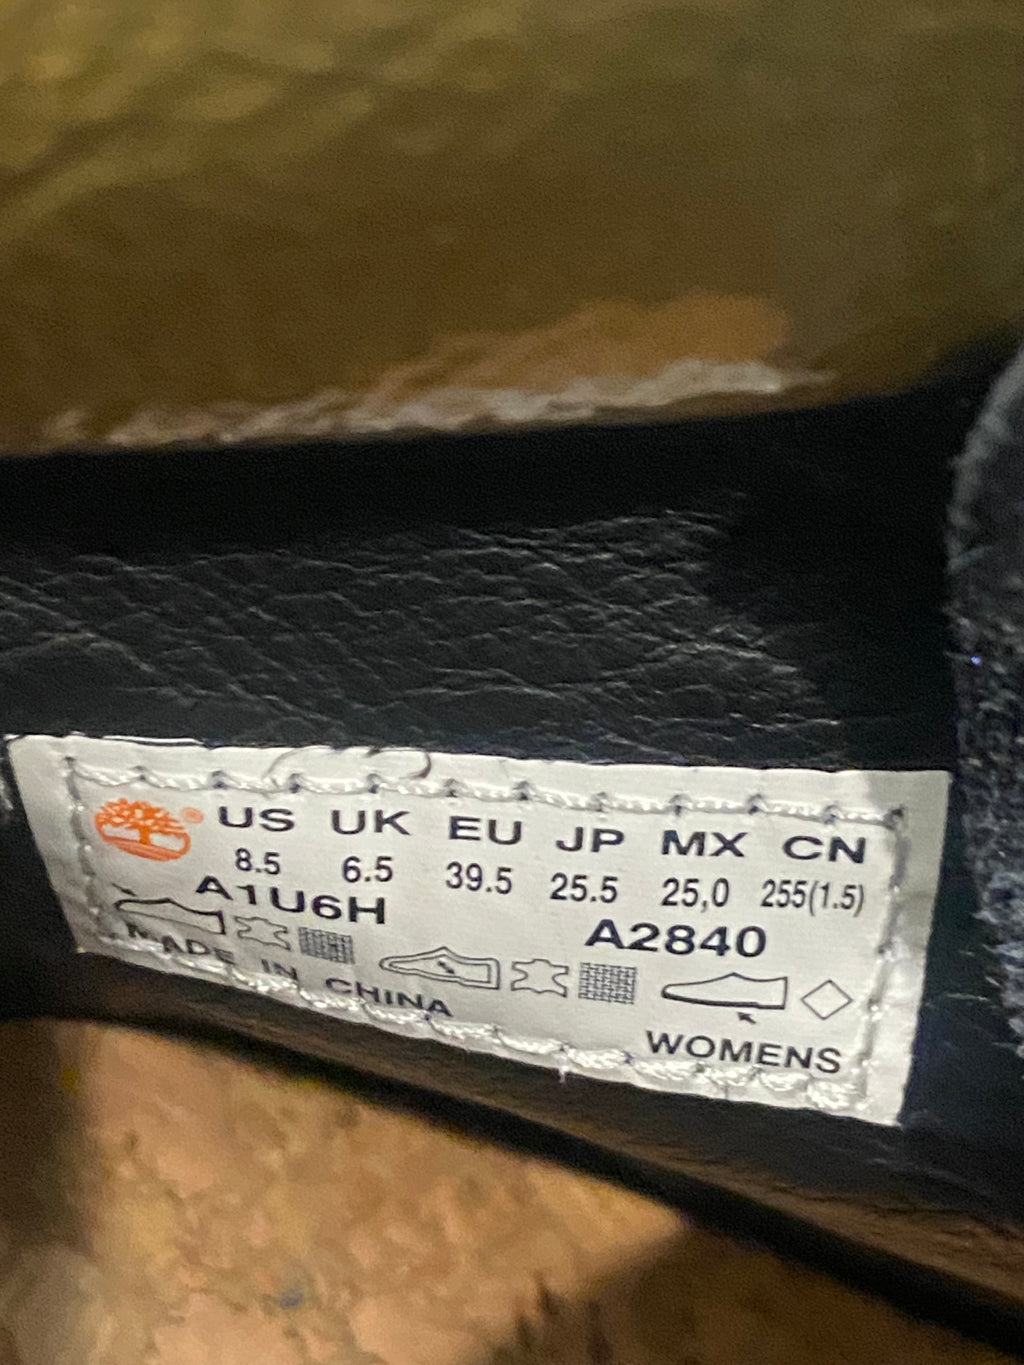 US UK EU JP MX CN
8.5 6.5 39.5 25.5 25,0 255(1.5)
A1U6H A2840
MADE IN CHINA
WOMENS